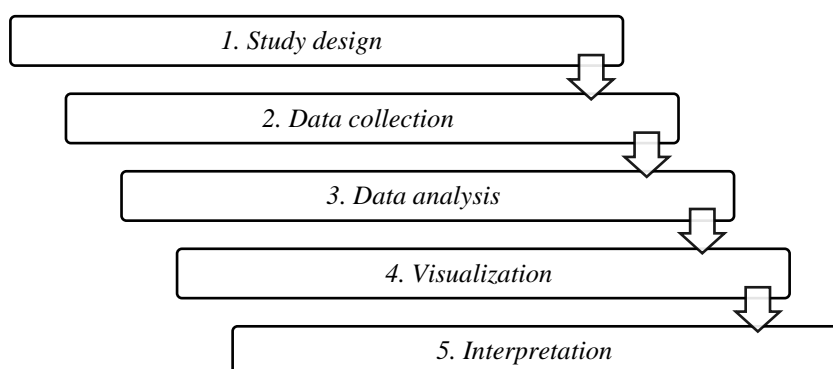 1. Study design
2. Data collection
3. Data analysis
4. Visualization
5. Interpretation